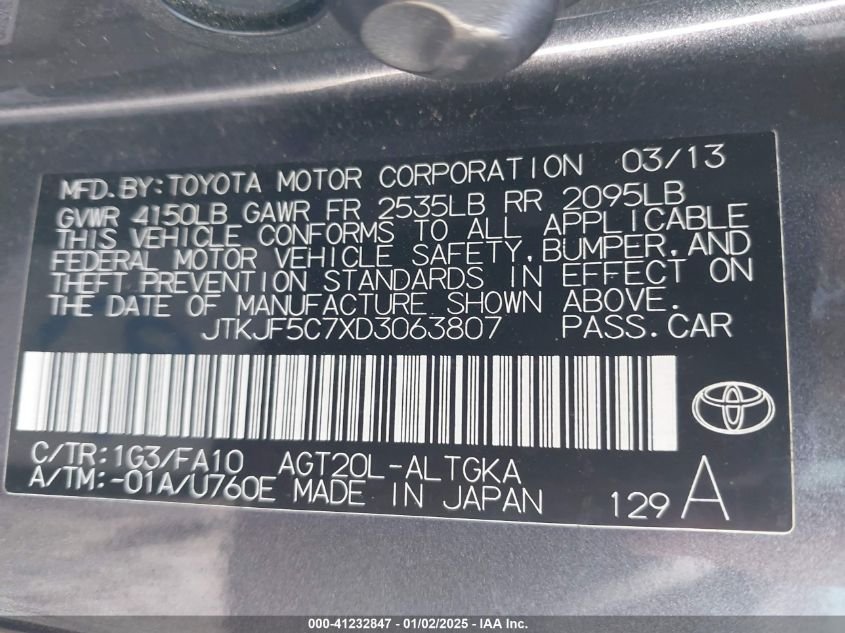 MFD.BY:TOYOTA MOTOR CORPORATION 03/13
GVWR 4150LB GAWR FR 2535LB RR 2095LB
THIS VEHICLE CONFORMS TO ALL APPLICABLE
FEDERAL MOTOR VEHICLE SAFETY,BUMPER,AND
THEFT PREVENTION STANDARDS IN EFFECT ON
THE DATE OF MANUFACTURE SHOWN ABOVE.
JTKJF5C7XD3063807 PASS.CAR
C/TR:1G3/FA10 AGT20L-ALTGKA
A/TM:-01A/U760E MADE IN JAPAN 129 A
000-41232847 - 01/02/2025 - IAA Inc.